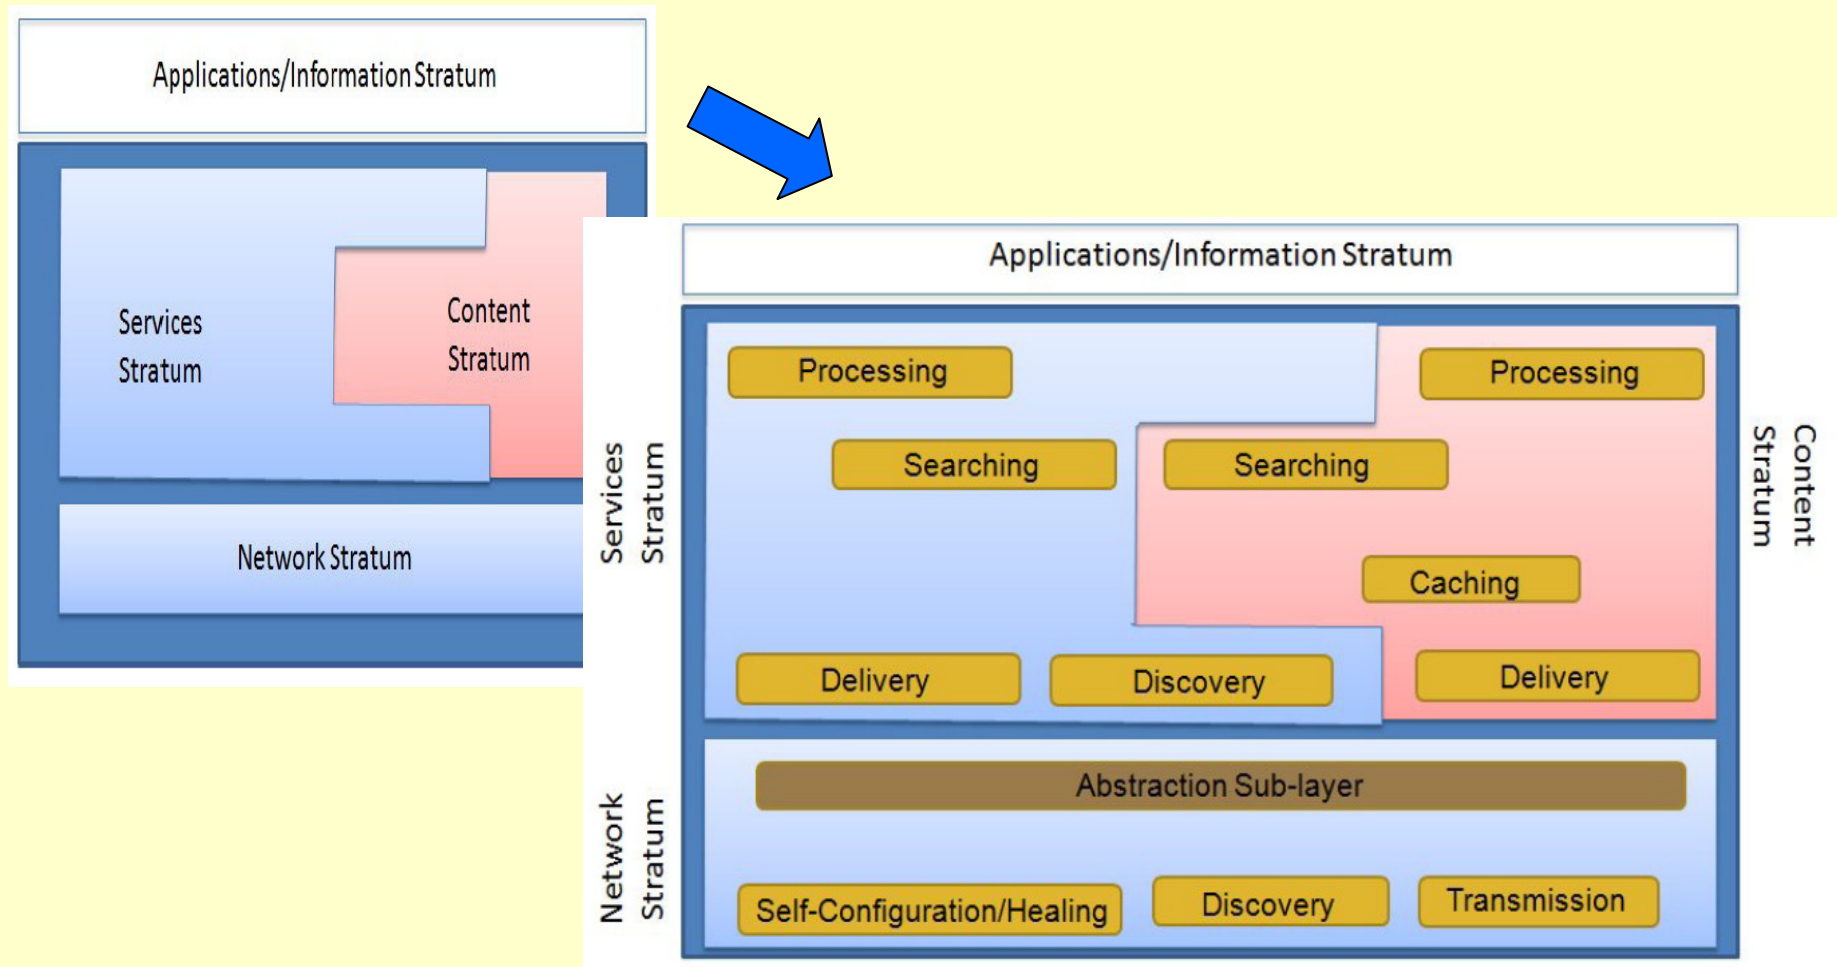 Applications/Information Stratum
Services
Stratum
Content
Stratum
Network Stratum
Applications/Information Stratum
Services
Stratum
Content
Stratum
Processing
Processing
Searching
Searching
Caching
Delivery
Discovery
Delivery
Network
Stratum
Abstraction Sub-layer
Self-Configuration/Healing
Discovery
Transmission